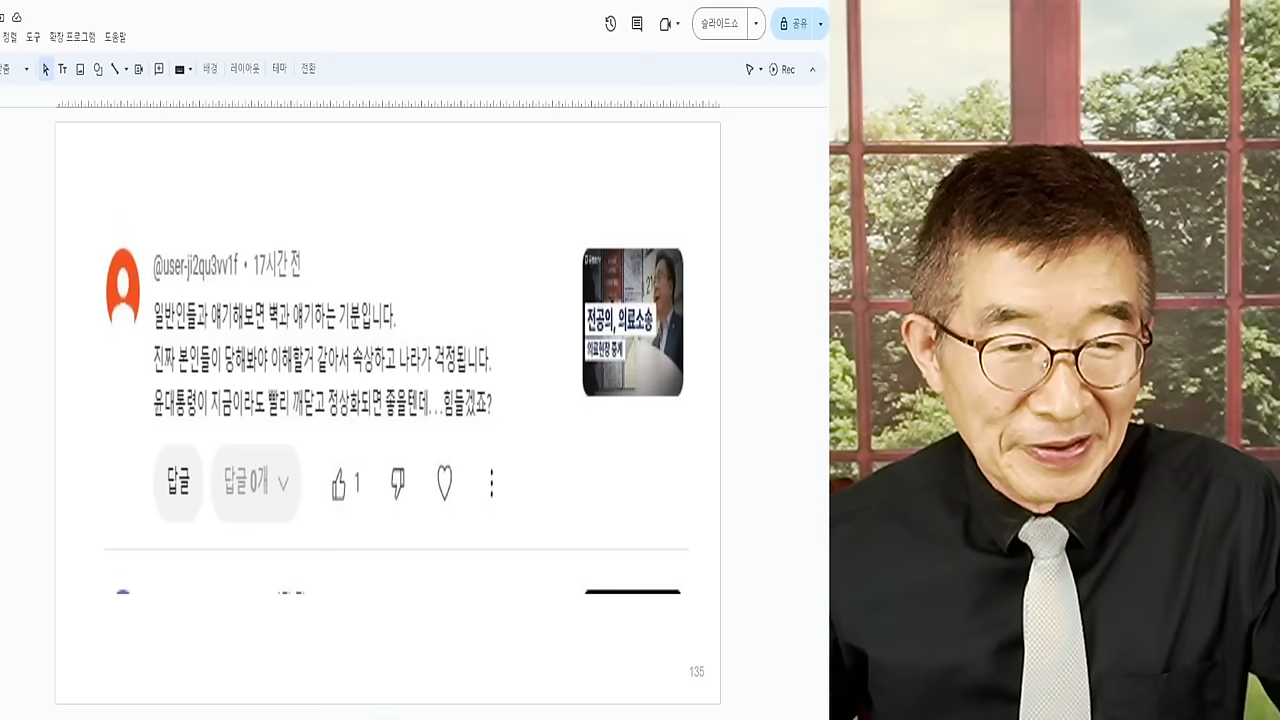 정렬 도구 확장 프로그램 도움말
슬라이드쇼
공유
배경 레이아웃 테마 전환
Rec
@user-ji2qu3vv1f • 17시간 전
일반인들과 얘기해보면 벽과 얘기하는 기분입니다.
진짜 본인들이 당해봐야 이해할거 같아서 속상하고 나라가 걱정됩니다.
윤대통령이 지금이라도 빨리 깨닫고 정상화되면 좋을텐데...힘들겠죠?
전공의, 의료소송
중계
답글
답글 0개
1
135